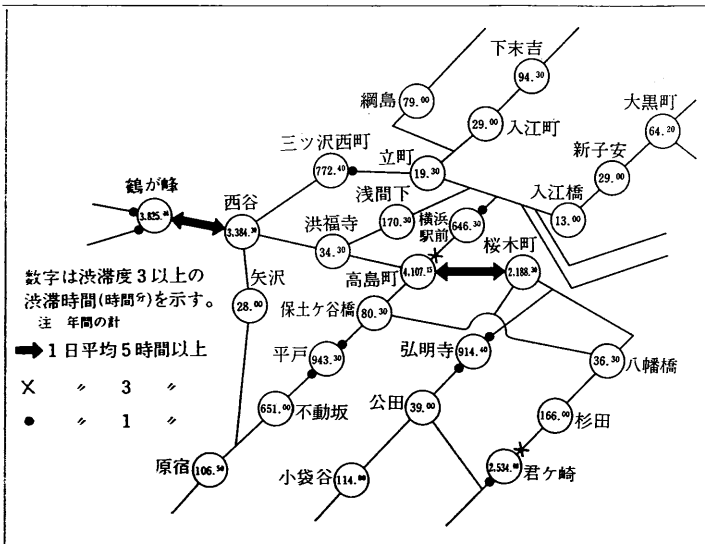 下末吉
94.30
綱島
79.00
入江町
29.00
大黒町
64.20
三ツ沢西町
772.40
立町
19.30
新子安
29.00
鶴が峰
西谷
3,384.30
浅間下
170.30
横浜
駅前
646.30
入江橋
13.00
洪福寺
34.30
桜木町
2,188.30
高島町
4,107.15
矢沢
28.00
数字は渋滞度3以上の
渋滞時間(時間分)を示す。
注 年間の計
1日平均5時間以上
× 〃 3 〃
● 〃 1 〃
保土ケ谷橋
80.30
平戸
943.30
弘明寺
914.40
八幡橋
36.30
不動坂
651.00
公田
39.00
杉田
166.00
原宿
106.50
小袋谷
114.00
君ケ崎
2,534.00